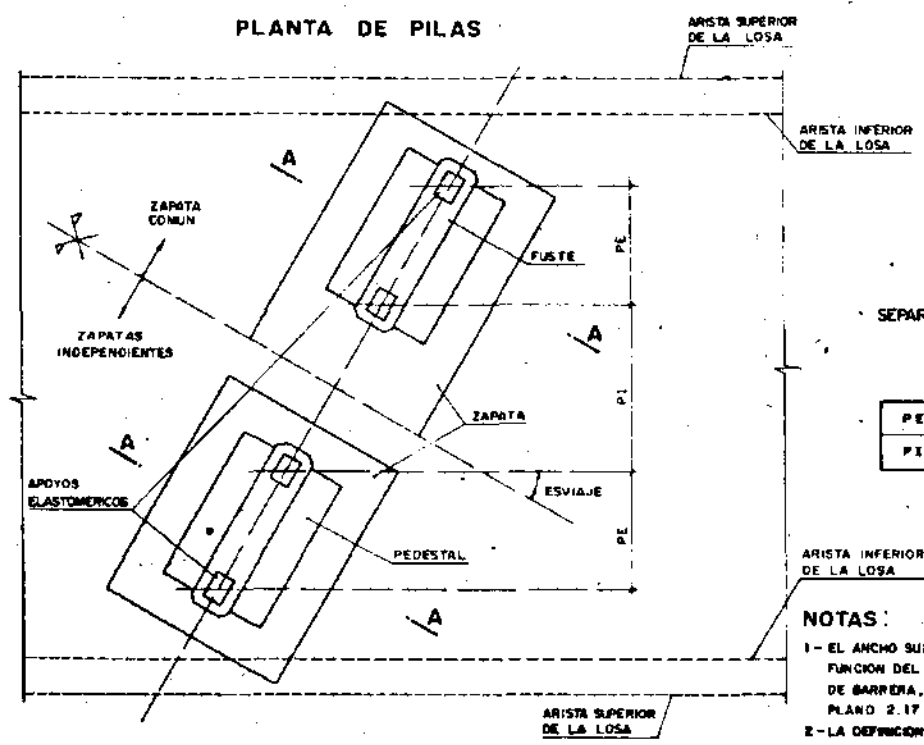 PLANTA DE PILAS
ARISTA SUPERIOR
DE LA LOSA
ARISTA INFERIOR
DE LA LOSA
A
ZAPATA
COMUN
FUSTE
PE
ZAPATAS
INDEPENDIENTES
A
SEPAR
PI
ZAPATA
PE
PI
A
APOYOS
ELASTOMERICOS
ESVIAJE
PEDESTAL
PE
ARISTA INFERIOR
DE LA LOSA
A
NOTAS:
1- EL ANCHO SU
FUNCION DEL
DE BARRERA,
PLANO 2.17
2- LA DEFINICION
ARISTA SUPERIOR
DE LA LOSA